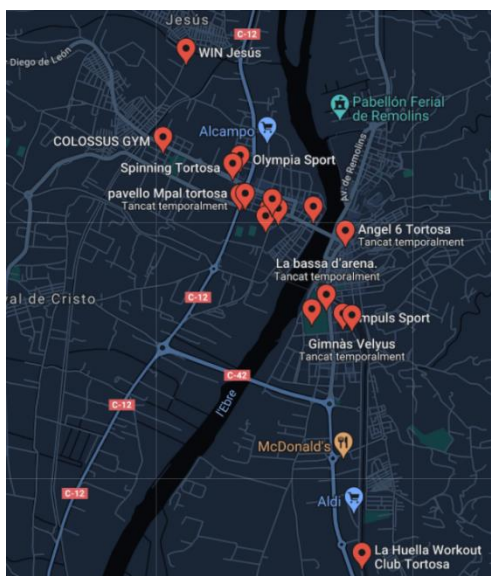 Jesús
C-12
Diego de León
WIN Jesús
Pabellón Ferial
de Remolins
Alcampo
COLOSSUS GYM
Olympia Sport
Spinning Tortosa
Av. de Remolins
pavello Mpal tortosa
Tancat temporalment
Angel 6 Tortosa
Tancat temporalment
La bassa d'arena.
Tancat temporalment
val de Cristo
C-12
mpuls Sport
Gimnàs Velyus
Tancat temporalment
C-42
l'Ebre
C-12
McDonald's
C-12
Aldi
La Huella Workout
Club Tortosa